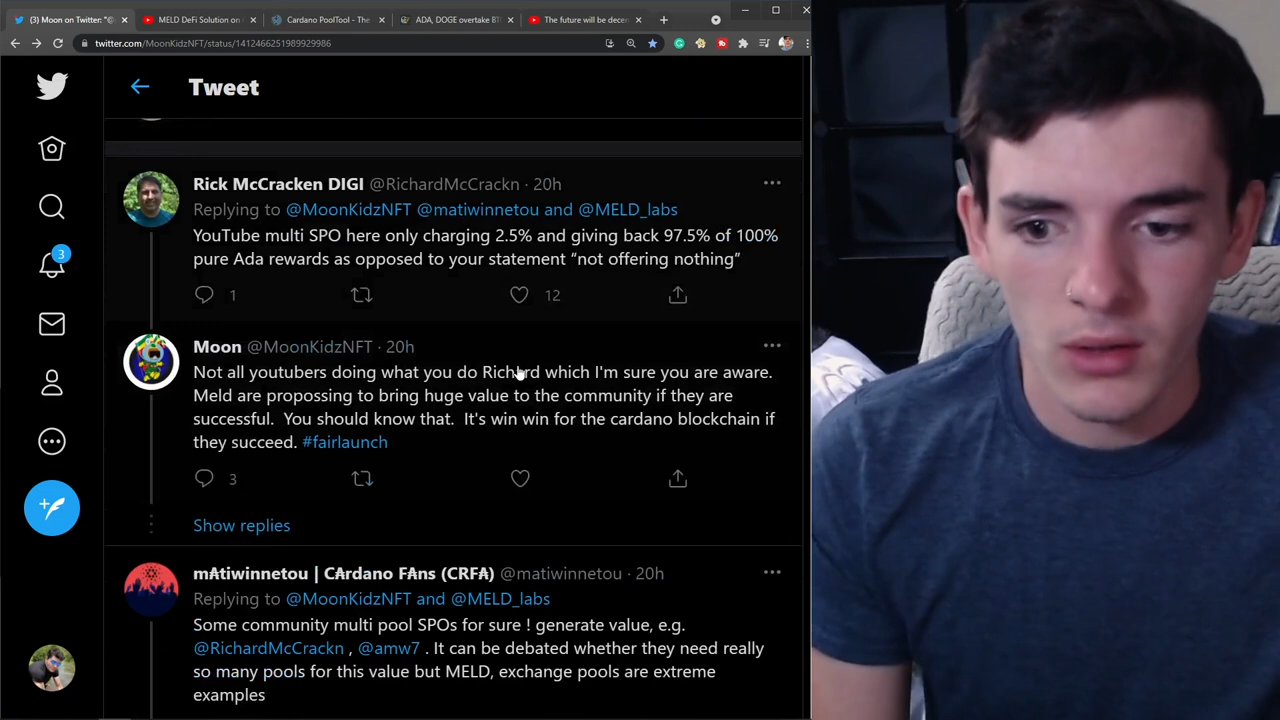 (3) Moon on Twitter: "@
MELD DeFi Solution on
Cardano PoolTool - The
ADA, DOGE overtake BT
The future will be decen
twitter.com/MoonKidzNFT/status/1412466251989929986
Tweet
Rick McCracken DIGI @RichardMcCrackn · 20h
Replying to @MoonKidzNFT @matiwinnetou and @MELD_labs
YouTube multi SPO here only charging 2.5% and giving back 97.5% of 100%
pure Ada rewards as opposed to your statement “not offering nothing”
1
12
Moon @MoonKidzNFT · 20h
Not all youtubers doing what you do Richard which I'm sure you are aware.
Meld are propossing to bring huge value to the community if they are
successful.  You should know that.  It's win win for the cardano blockchain if
they succeed. #fairlaunch
3
3
Show replies
m₳tiwinnetou | C₳rdano F₳ns (CRF₳) @matiwinnetou · 20h
Replying to @MoonKidzNFT and @MELD_labs
Some community multi pool SPOs for sure ! generate value, e.g.
@RichardMcCrackn , @amw7 . It can be debated whether they need really
so many pools for this value but MELD, exchange pools are extreme
examples